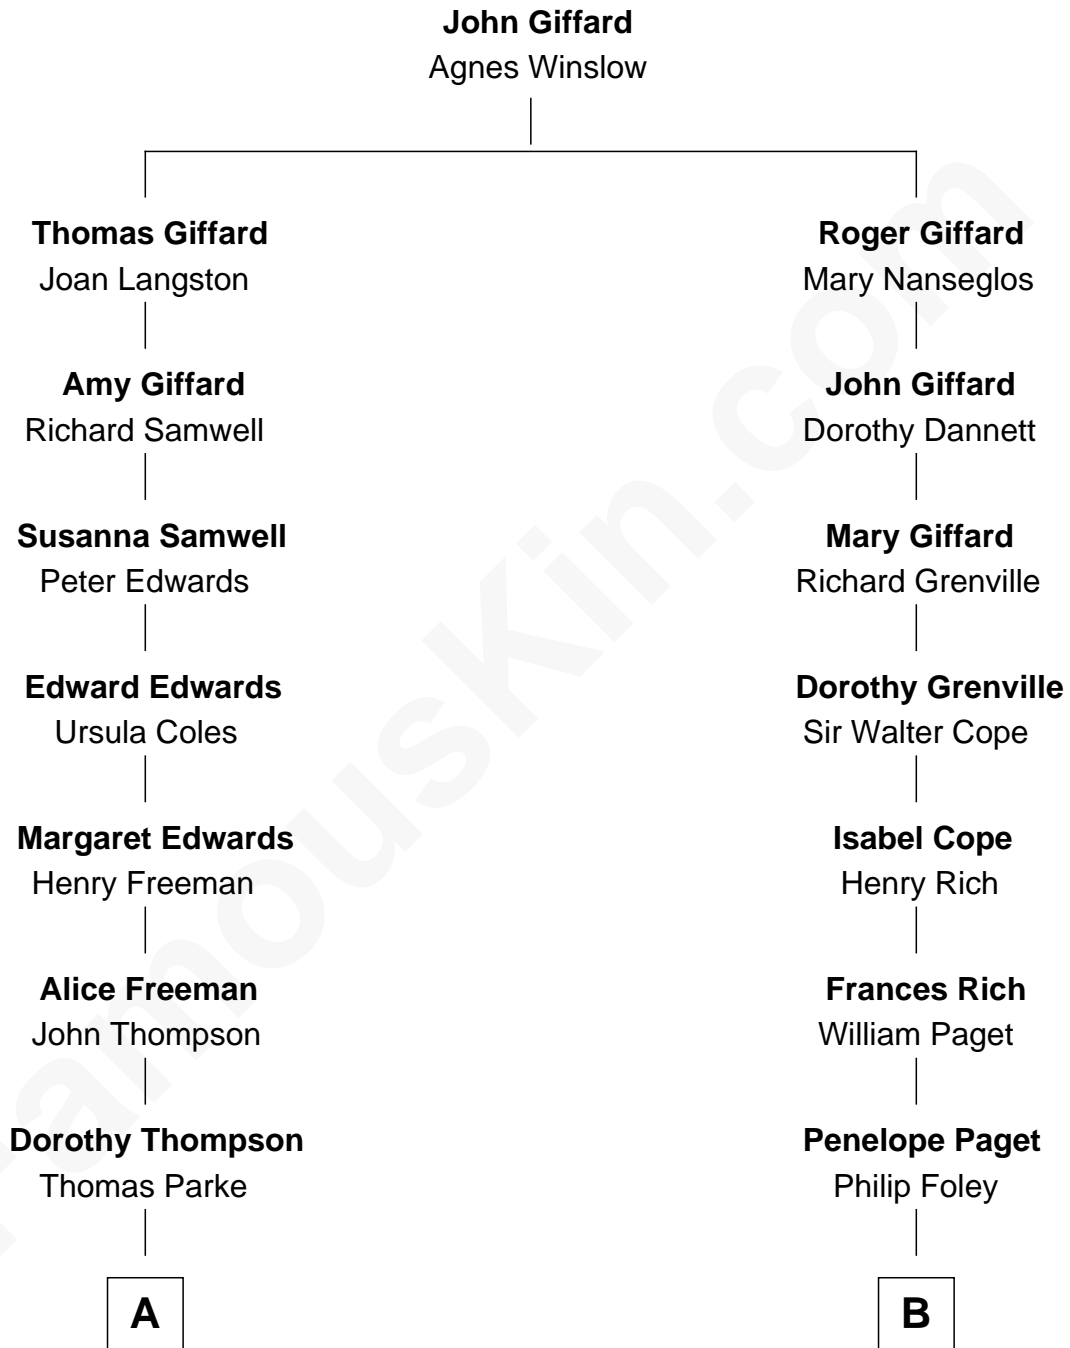 John Giffard
Agnes Winslow
Thomas Giffard
Joan Langston
Roger Giffard
Mary Nanseglos
Amy Giffard
Richard Samwell
John Giffard
Dorothy Dannett
Susanna Samwell
Peter Edwards
Mary Giffard
Richard Grenville
Edward Edwards
Ursula Coles
Dorothy Grenville
Sir Walter Cope
Margaret Edwards
Henry Freeman
Isabel Cope
Henry Rich
Alice Freeman
John Thompson
Frances Rich
William Paget
Dorothy Thompson
Thomas Parke
Penelope Paget
Philip Foley
A
B
FamousKin.com